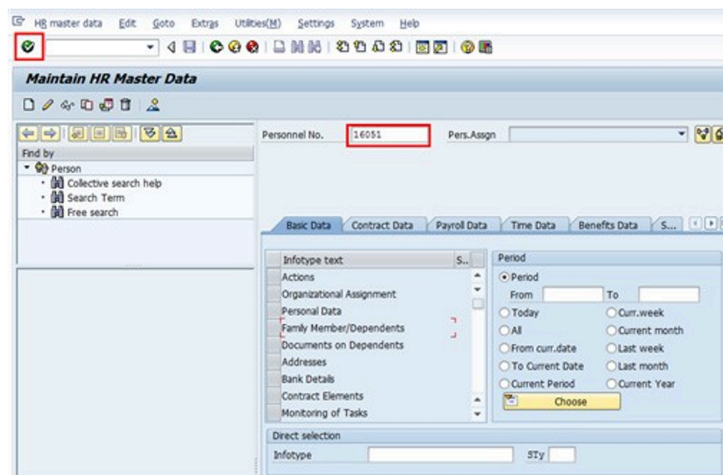 HR master data Edit Goto Extras Utilities(M) Settings System Help
Maintain HR Master Data
Personnel No. 16051 Pers.Assgn
Find by
Person
Collective search help
Search Term
Free search
Basic Data Contract Data Payroll Data Time Data Benefits Data S...
Infotype text S..
Actions
Organizational Assignment
Personal Data
Family Member/Dependents
Documents on Dependents
Addresses
Bank Details
Contract Elements
Monitoring of Tasks
Period
Period
From To
Today Curr.week
All Current month
From curr.date Last week
To Current Date Last month
Current Period Current Year
Choose
Direct selection
Infotype STy